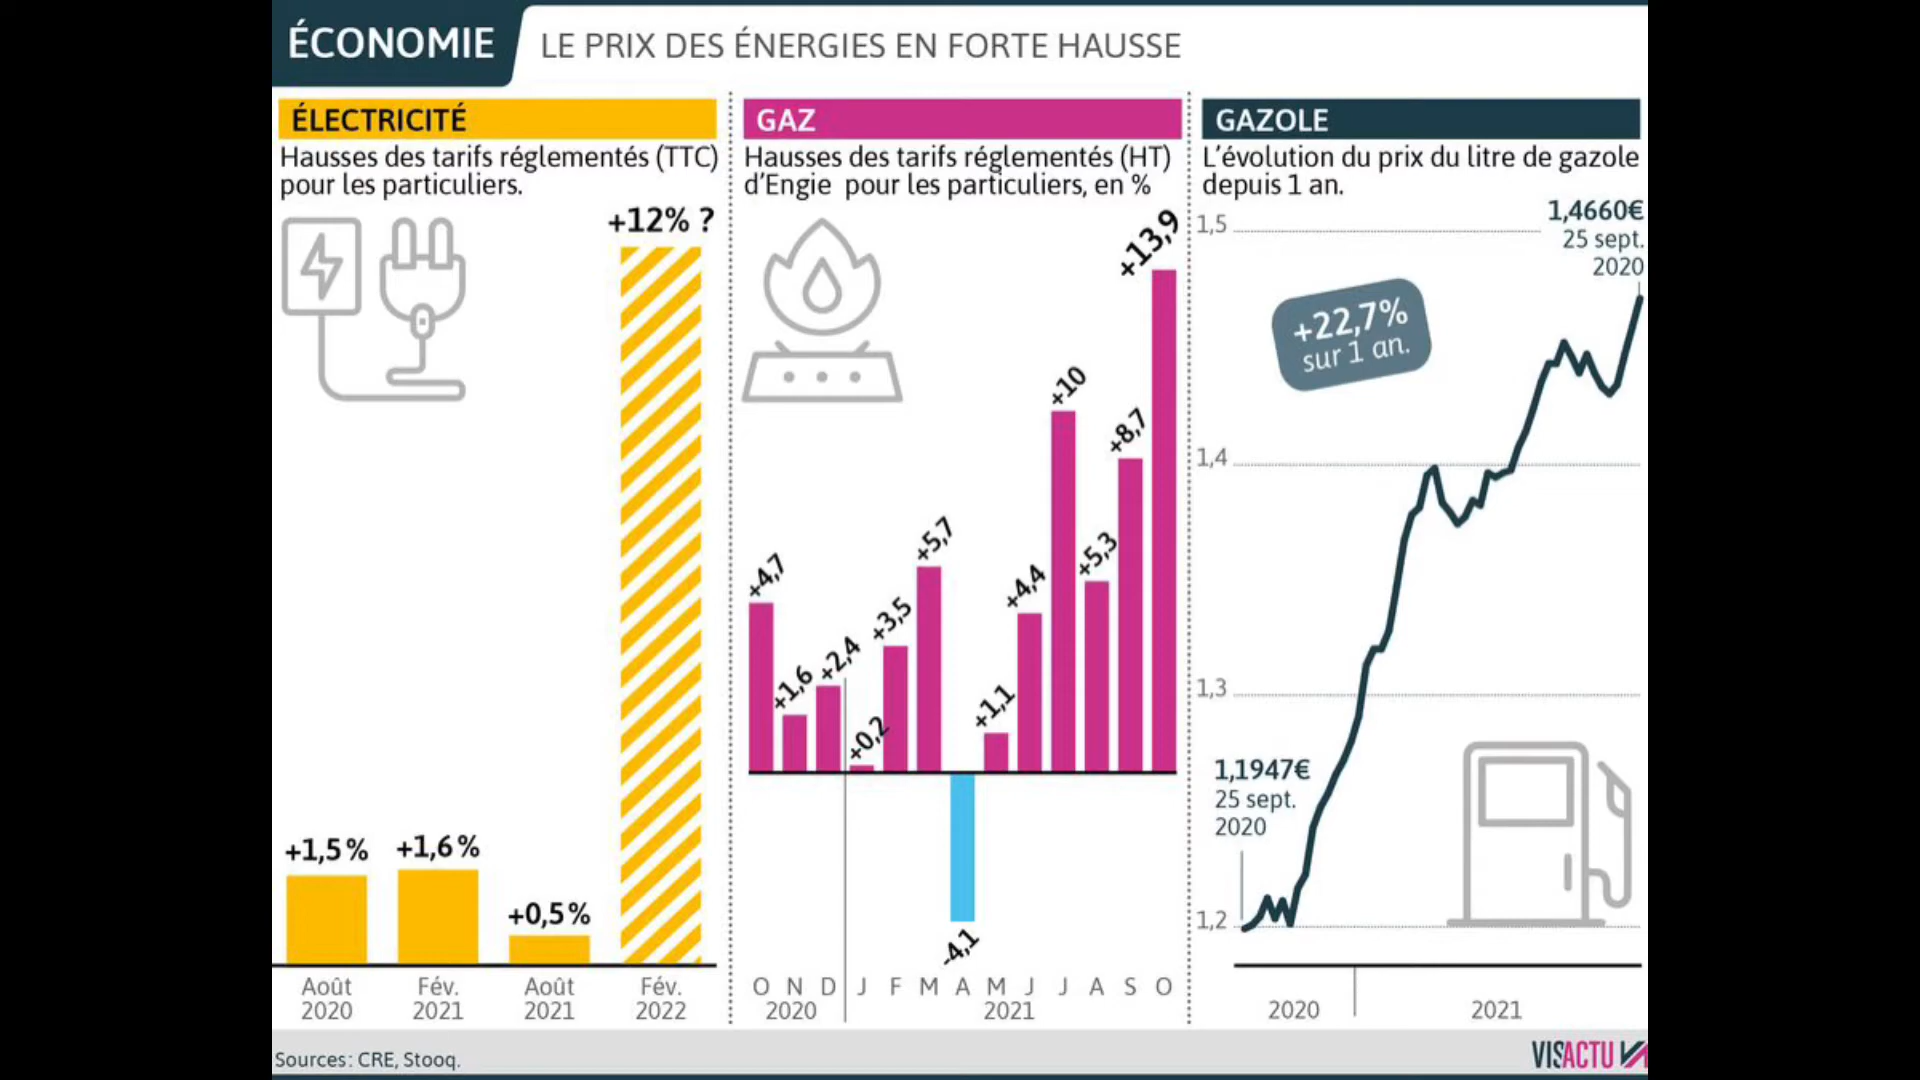 ÉCONOMIE
LE PRIX DES ÉNERGIES EN FORTE HAUSSE
ÉLECTRICITÉ
Hausses des tarifs réglementés (TTC)
pour les particuliers.
+12% ?
+1,5%
+1,6%
+0,5%
Août
2020
Fév.
2021
Août
2021
Fév.
2022
GAZ
Hausses des tarifs réglementés (HT)
d'Engie pour les particuliers, en %
+4,7
+1,6
+2,4
+0,2
+3,5
+5,7
-4,1
+1,1
+4,4
+10
+5,3
+8,7
+13,9
O N D J F M A M J J A S O
2020
2021
GAZOLE
L'évolution du prix du litre de gazole
depuis 1 an.
1,4660€
25 sept.
2020
+22,7%
sur 1 an.
1,5
1,4
1,3
1,2
1,1947€
25 sept.
2020
2020
2021
Sources: CRE, Stooq.
VISACTU